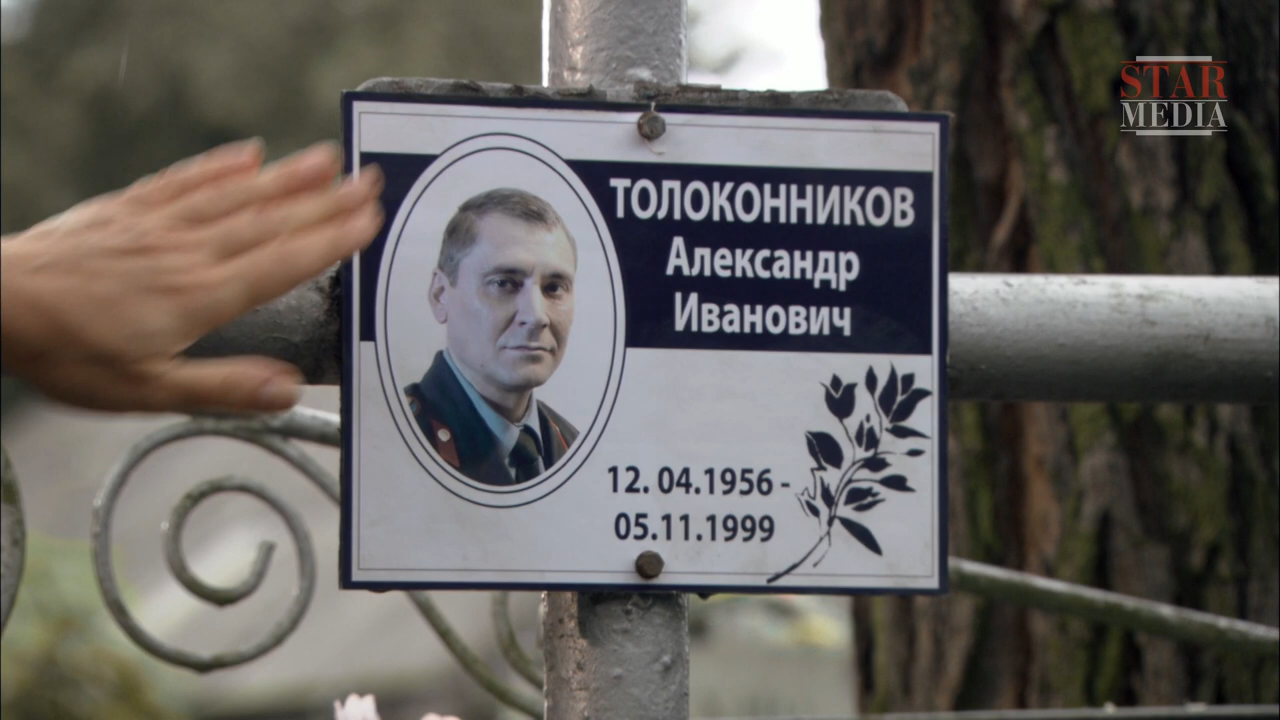 STAR
MEDIA
ТОЛОКОННИКОВ
Александр
Иванович
12. 04.1956 -
05.11.1999